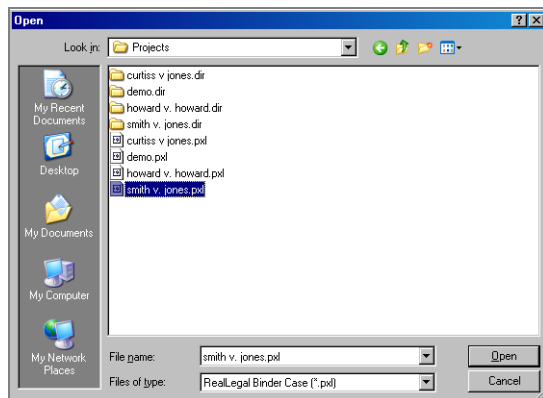 Open
Look in:
Projects
My Recent
Documents
Desktop
My Documents
My Computer
My Network
Places
curtiss v jones.dir
demo.dir
howard v. howard.dir
smith v. jones.dir
curtiss v jones.pxl
demo.pxl
howard v. howard.pxl
smith v. jones.pxl
File name:
smith v. jones.pxl
Open
Files of type:
RealLegal Binder Case (*.pxl)
Cancel